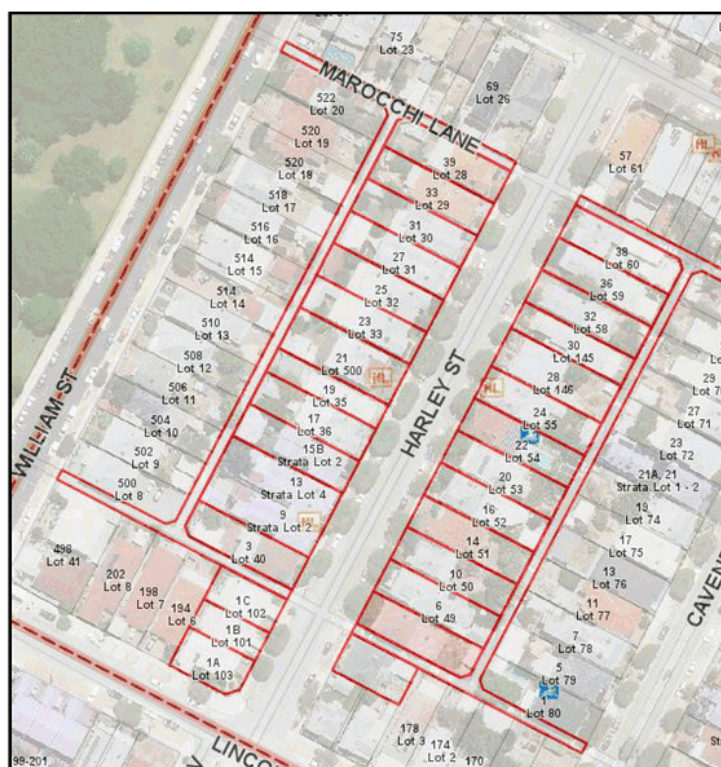 75
Lot 23
MAROCCHI LANE
69
Lot 26
522
Lot 20
520
Lot 19
520
Lot 18
518
Lot 17
516
Lot 16
514
Lot 15
514
Lot 14
510
Lot 13
508
Lot 12
506
Lot 11
504
Lot 10
502
Lot 9
500
Lot 8
WILLIAM ST
39
Lot 28
33
Lot 29
31
Lot 30
27
Lot 31
25
Lot 32
23
Lot 33
21
Lot 500
19
Lot 35
17
Lot 36
15B
Strata Lot 2
13
Strata Lot 4
9
Strata Lot 2
3
Lot 40
1C
Lot 102
1B
Lot 101
1A
Lot 103
HL
HL
HL
HL
HARLEY ST
57
Lot 61
38
Lot 60
36
Lot 59
32
Lot 58
30
Lot 145
28
Lot 146
24
Lot 55
22
Lot 54
20
Lot 53
16
Lot 52
14
Lot 51
10
Lot 50
6
Lot 49
29
27
Lot 71
23
Lot 72
21A, 21
Strata Lot 1 - 2
19
Lot 74
17
Lot 75
13
Lot 76
11
Lot 77
7
Lot 78
5
Lot 79
1
Lot 80
498
Lot 41
202
Lot 8
198
Lot 7
194
Lot 6
178
Lot 3
174
Lot 2
170
99-201